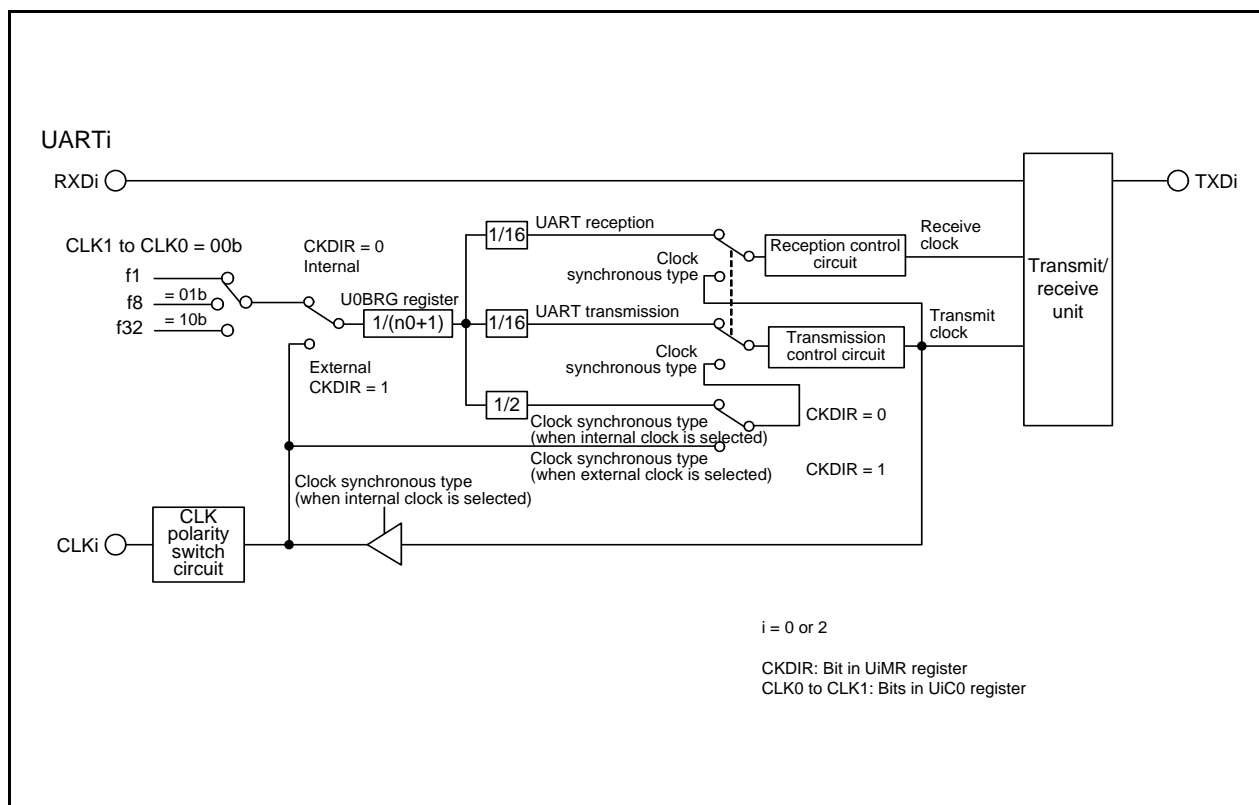 UARTi
RXDi
TXDi
CLK1 to CLK0 = 00b
f1
f8
= 01b
f32
= 10b
CKDIR = 0
Internal
U0BRG register
1/(n0+1)
External
CKDIR = 1
1/16
UART reception
Clock
synchronous type
Reception control
circuit
Receive
clock
1/16
UART transmission
Clock
synchronous type
Transmission
control circuit
Transmit
clock
Transmit/
receive
unit
1/2
Clock synchronous type
(when internal clock is selected)
CKDIR = 0
Clock synchronous type
(when external clock is selected)
CKDIR = 1
Clock synchronous type
(when internal clock is selected)
CLKi
CLK
polarity
switch
circuit
i = 0 or 2
CKDIR: Bit in UiMR register
CLK0 to CLK1: Bits in UiC0 register